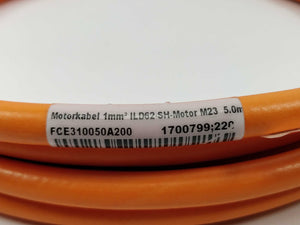 Motorkabel 1mm² ILD62 SH-Motor M23 5.0m
FCE310050A200 1700799;220